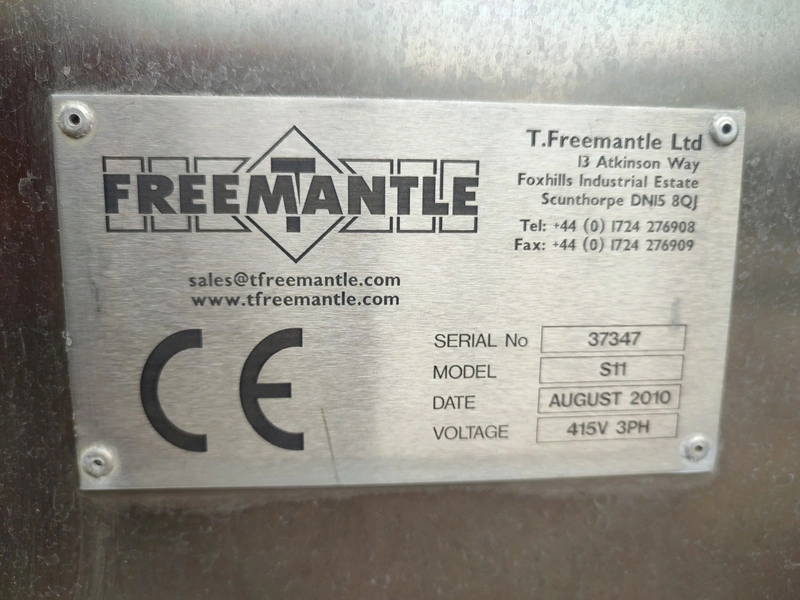 FREEMANTLE
sales@tfreemantle.com
www.tfreemantle.com
T.Freemantle Ltd
13 Atkinson Way
Foxhills Industrial Estate
Scunthorpe DN15 8QJ
Tel: +44 (0) 1724 276908
Fax: +44 (0) 1724 276909
CE
SERIAL No 37347
MODEL S11
DATE AUGUST 2010
VOLTAGE 415V 3PH